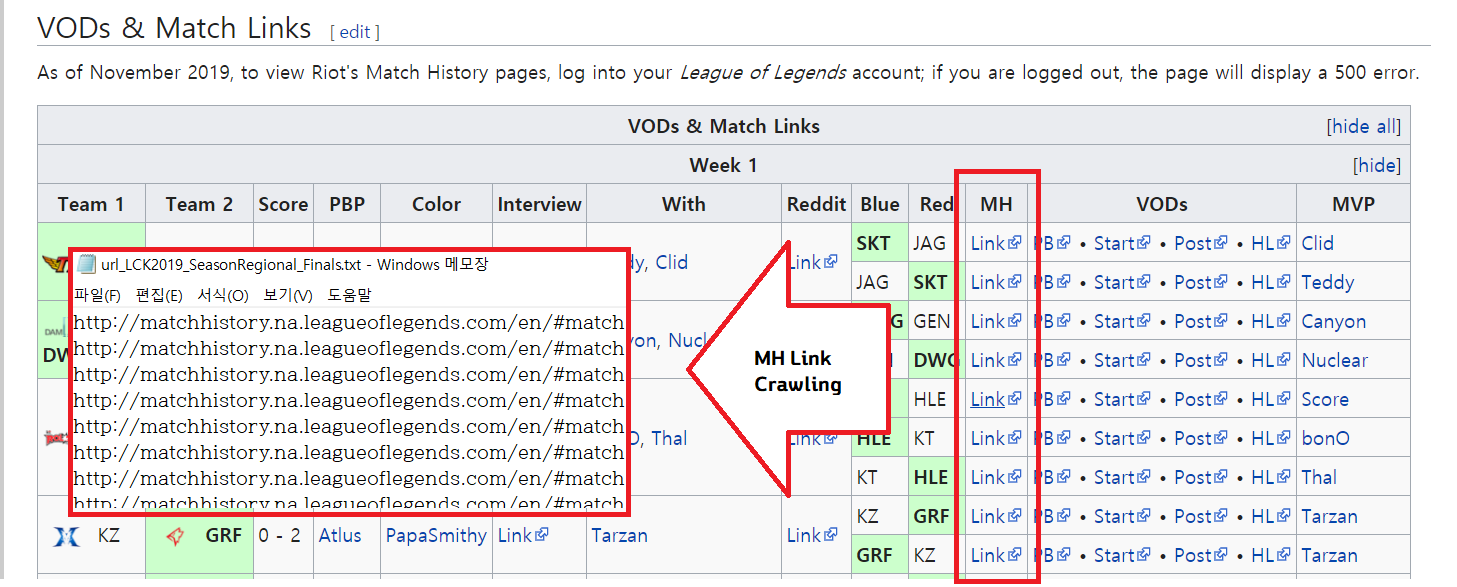 VODs & Match Links [ edit ]
As of November 2019, to view Riot's Match History pages, log into your League of Legends account; if you are logged out, the page will display a 500 error.
VODs & Match Links [hide all]
Week 1 [hide]
Team 1 Team 2 Score PBP Color Interview With Reddit Blue Red MH VODs MVP
SKT JAG Link PB • Start • Post • HL Clid
url_LCK2019_SeasonRegional_Finals.txt - Windows 메모장
Clid Link
JAG SKT Link PB • Start • Post • HL Teddy
파일(F) 편집(E) 서식(O) 보기(V) 도움말
http://matchhistory.na.leagueoflegends.com/en/#match
http://matchhistory.na.leagueoflegends.com/en/#match
http://matchhistory.na.leagueoflegends.com/en/#match
http://matchhistory.na.leagueoflegends.com/en/#match
http://matchhistory.na.leagueoflegends.com/en/#match
http://matchhistory.na.leagueoflegends.com/en/#match
http://matchhistory.na.leagueoflegends.com/en/#match
http://matchhistory.na.leagueoflegends.com/en/#match
MH Link
Crawling
GEN Link PB • Start • Post • HL Canyon
DWG Link PB • Start • Post • HL Nuclear
HLE Link PB • Start • Post • HL Score
Thal Link
HLE KT Link PB • Start • Post • HL bonO
KT HLE Link PB • Start • Post • HL Thal
KZ GRF 0 - 2 Atlus PapaSmithy Link Tarzan Link
KZ GRF Link PB • Start • Post • HL Tarzan
GRF KZ Link PB • Start • Post • HL Tarzan